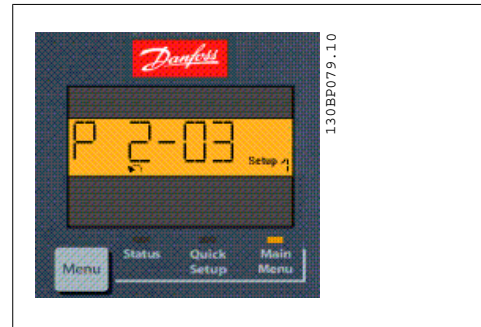 Danfoss
P 2-03
Setup 1
Status
Quick Setup
Main Menu
Menu
130BP079.10